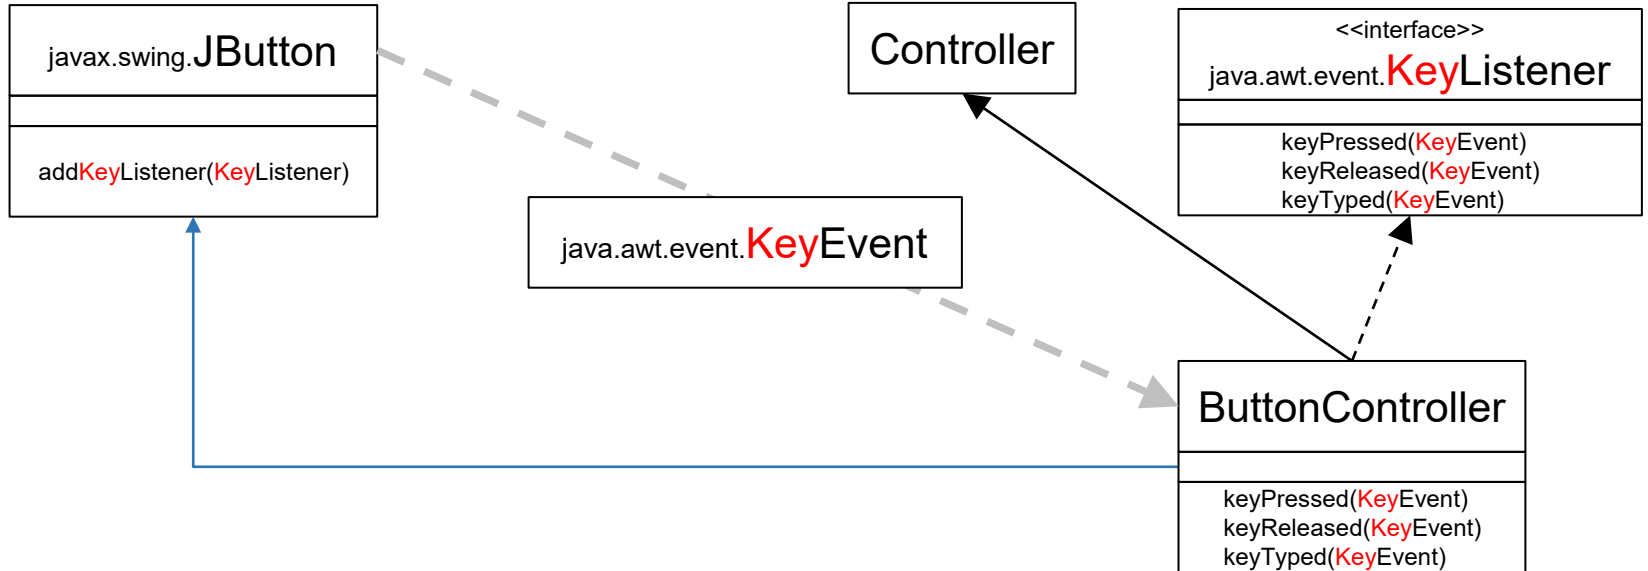 javax.swing.JButton
addKeyListener(KeyListener)
java.awt.event.KeyEvent
Controller
<<interface>>
java.awt.event.KeyListener
keyPressed(KeyEvent)
keyReleased(KeyEvent)
keyTyped(KeyEvent)
ButtonController
keyPressed(KeyEvent)
keyReleased(KeyEvent)
keyTyped(KeyEvent)